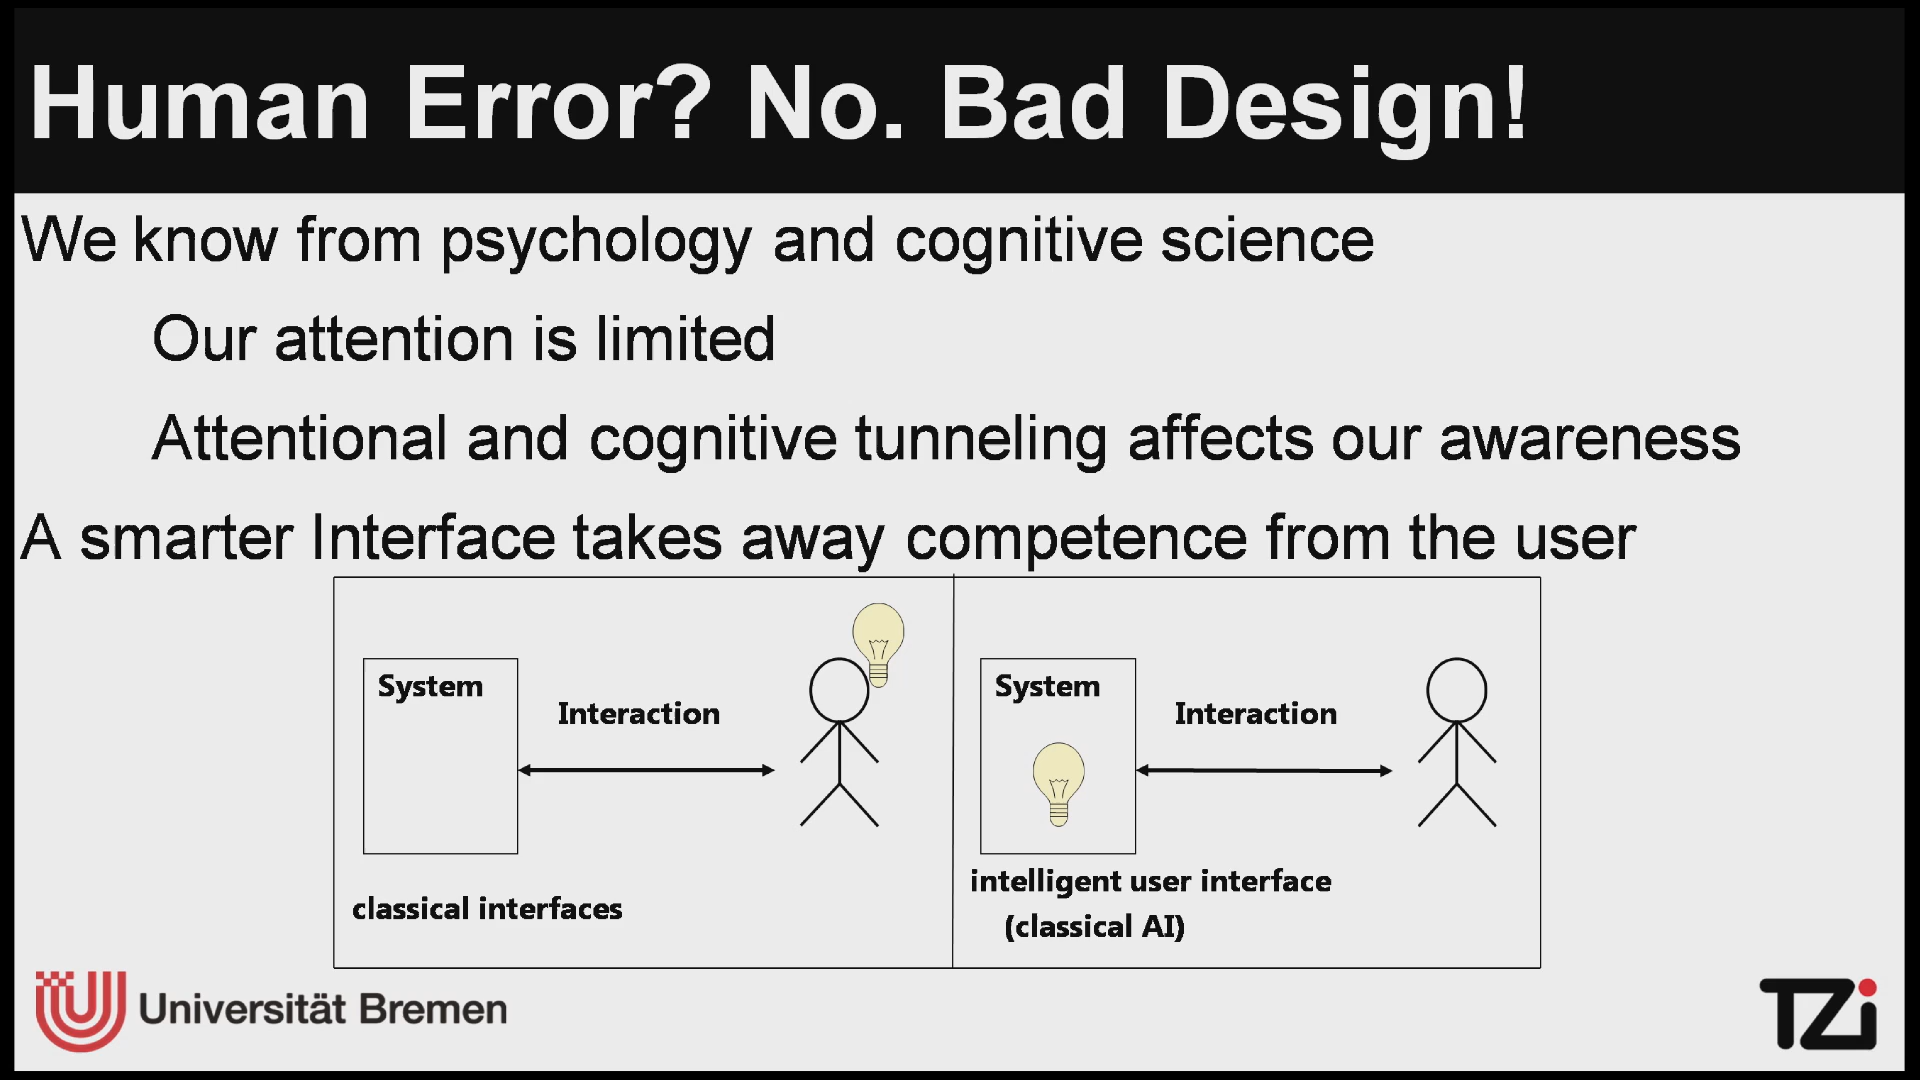 Human Error? No. Bad Design!
We know from psychology and cognitive science
Our attention is limited
Attentional and cognitive tunneling affects our awareness
A smarter Interface takes away competence from the user
System
Interaction
classical interfaces
System
Interaction
intelligent user interface
(classical AI)
Universität Bremen
TZi